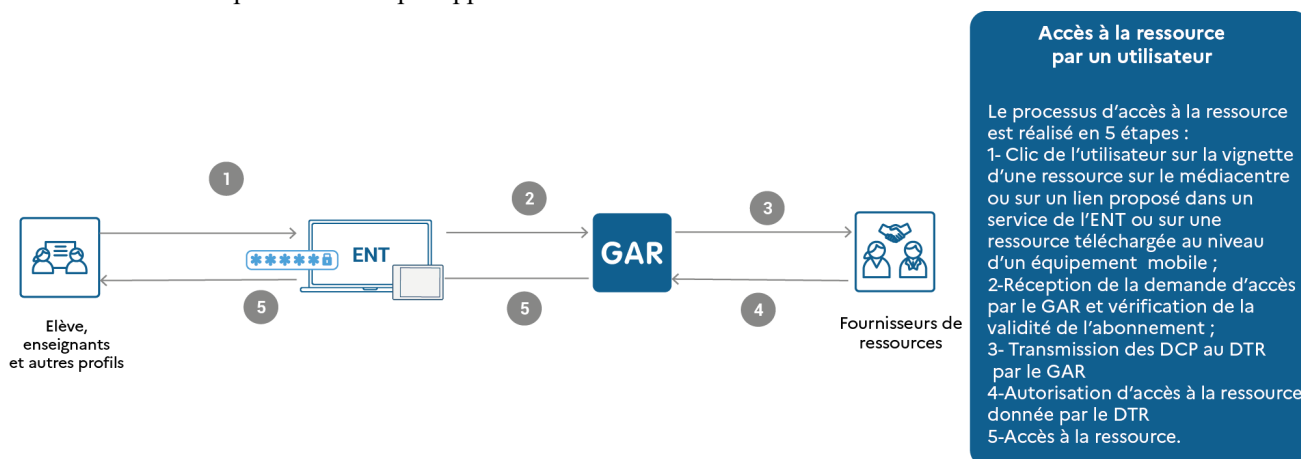 1
2
3
*****
ENT
GAR
5
5
4
Elève,
enseignants
et autres profils
Fournisseurs de
ressources
Accès à la ressource
par un utilisateur
Le processus d'accès à la ressource
est réalisé en 5 étapes :
1- Clic de l'utilisateur sur la vignette
d'une ressource sur le médiacentre
ou sur un lien proposé dans un
service de l'ENT ou sur une
ressource téléchargée au niveau
d'un équipement mobile ;
2-Réception de la demande d'accès
par le GAR et vérification de la
validité de l'abonnement ;
3- Transmission des DCP au DTR
par le GAR
4-Autorisation d'accès à la ressource
donnée par le DTR
5-Accès à la ressource.